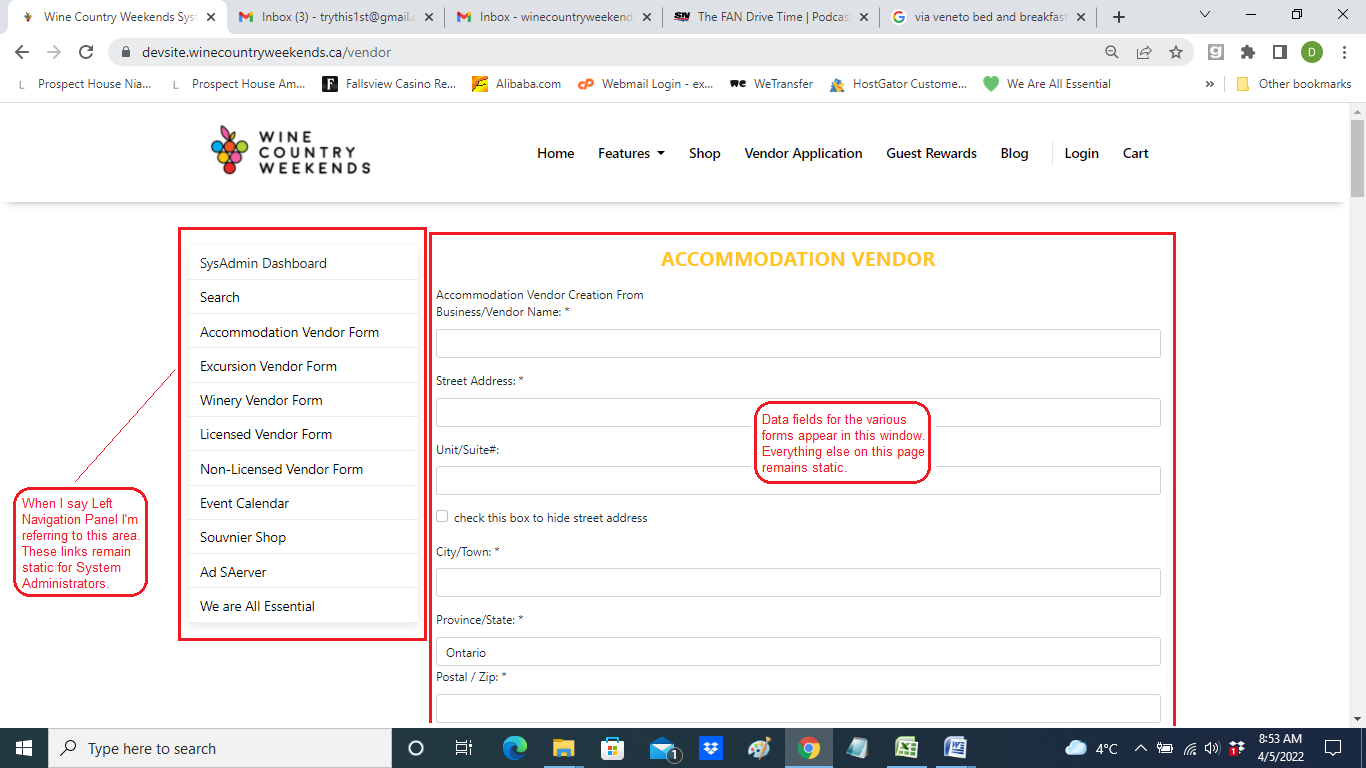 Wine Country Weekends Syst
Inbox (3) - trythis1st@gmail.c
Inbox - winecountryweekend
The FAN Drive Time | Podcas
via veneto bed and breakfast
devsite.winecountryweekends.ca/vendor
D
L Prospect House Nia...
L Prospect House Am...
Fallsview Casino Re...
Alibaba.com
Webmail Login - ex...
WeTransfer
HostGator Custome...
We Are All Essential
»
Other bookmarks
WINE
COUNTRY
WEEKENDS
Home
Features
Shop
Vendor Application
Guest Rewards
Blog
Login
Cart
SysAdmin Dashboard
Search
Accommodation Vendor Form
Excursion Vendor Form
Winery Vendor Form
Licensed Vendor Form
Non-Licensed Vendor Form
Event Calendar
Souvnier Shop
Ad SAerver
We are All Essential
When I say Left
Navigation Panel I'm
referring to this area.
These links remain
static for System
Administrators.
ACCOMMODATION VENDOR
Accommodation Vendor Creation From
Business/Vendor Name: *
Street Address: *
Unit/Suite#:
check this box to hide street address
City/Town: *
Province/State: *
Ontario
Postal / Zip: *
Data fields for the various
forms appear in this window.
Everything else on this page
remains static.
Type here to search
1
4°C
1
8:53 AM
4/5/2022